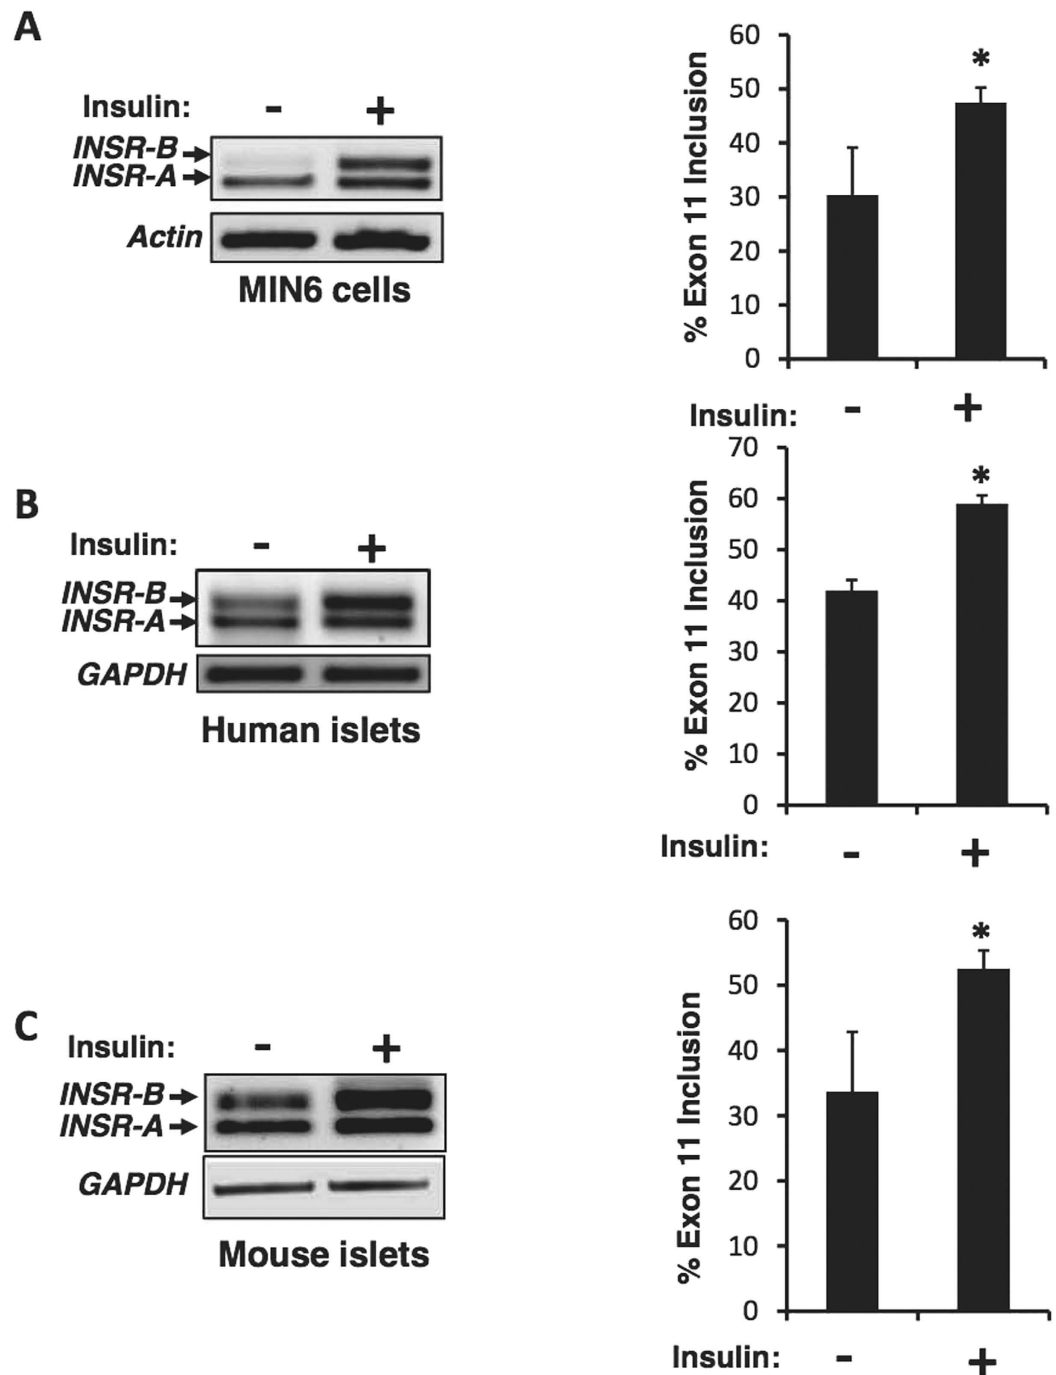 A
Insulin: - +
INSR-B
INSR-A
Actin
MIN6 cells
% Exon 11 Inclusion
60
50
40
30
20
10
0
*
Insulin: - +
B
Insulin: - +
INSR-B
INSR-A
GAPDH
Human islets
% Exon 11 Inclusion
70
60
50
40
30
20
10
0
*
Insulin: - +
C
Insulin: - +
INSR-B
INSR-A
GAPDH
Mouse islets
% Exon 11 Inclusion
60
50
40
30
20
10
0
*
Insulin: - +